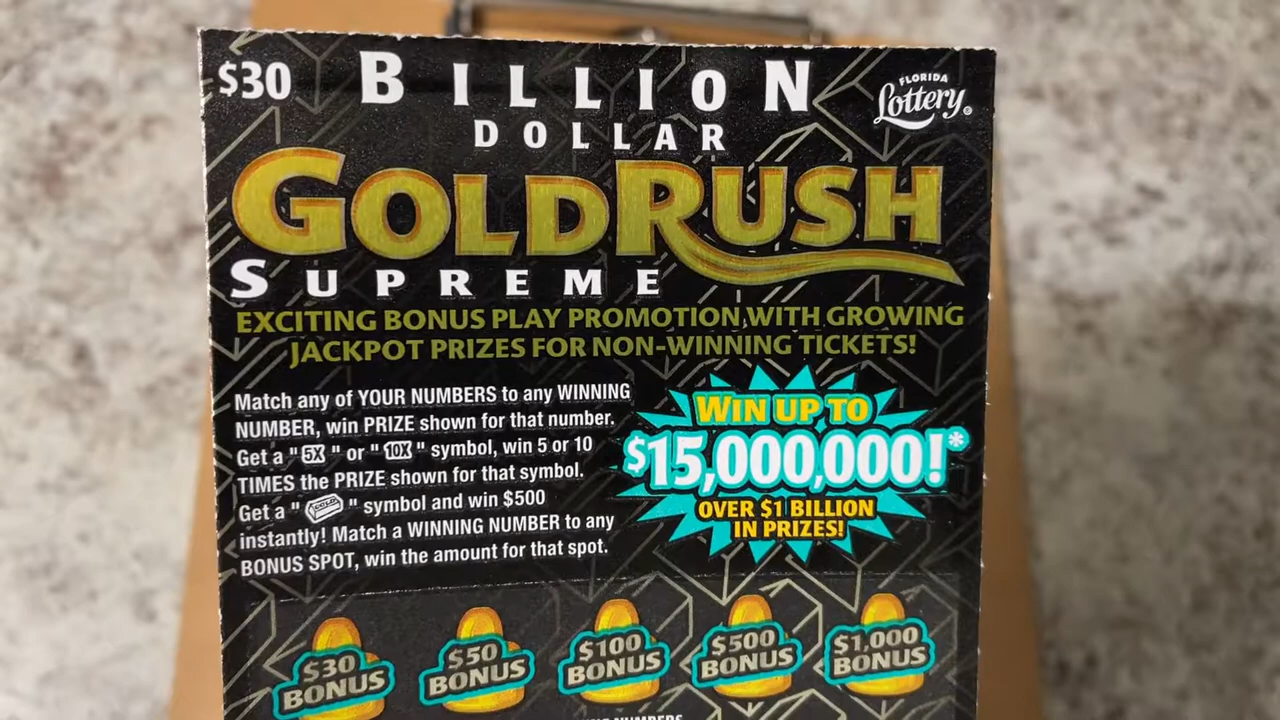 $30 BILLION
FLORIDA
Lottery®
DOLLAR
GOLD RUSH
SUPREME
EXCITING BONUS PLAY PROMOTION WITH GROWING
JACKPOT PRIZES FOR NON-WINNING TICKETS!
Match any of YOUR NUMBERS to any WINNING
NUMBER, win PRIZE shown for that number.
Get a "5X" or "10X" symbol, win 5 or 10
TIMES the PRIZE shown for that symbol.
Get a "GOLD" symbol and win $500
instantly! Match a WINNING NUMBER to any
BONUS SPOT, win the amount for that spot.
WIN UP TO
$15,000,000!*
OVER $1 BILLION
IN PRIZES!
$30
BONUS
$50
BONUS
$100
BONUS
$500
BONUS
$1,000
BONUS
NUMBERS